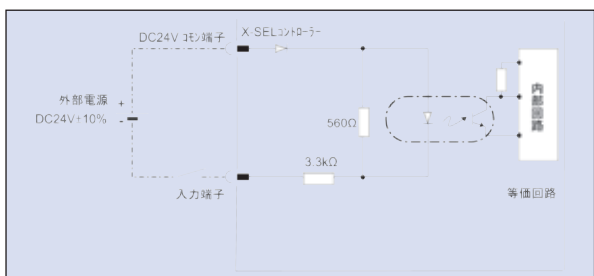 DC24V コモン端子
X-SELコントローラー
外部電源
+
DC24V±10%
-
560Ω
3.3kΩ
入力端子
内部回路
等価回路